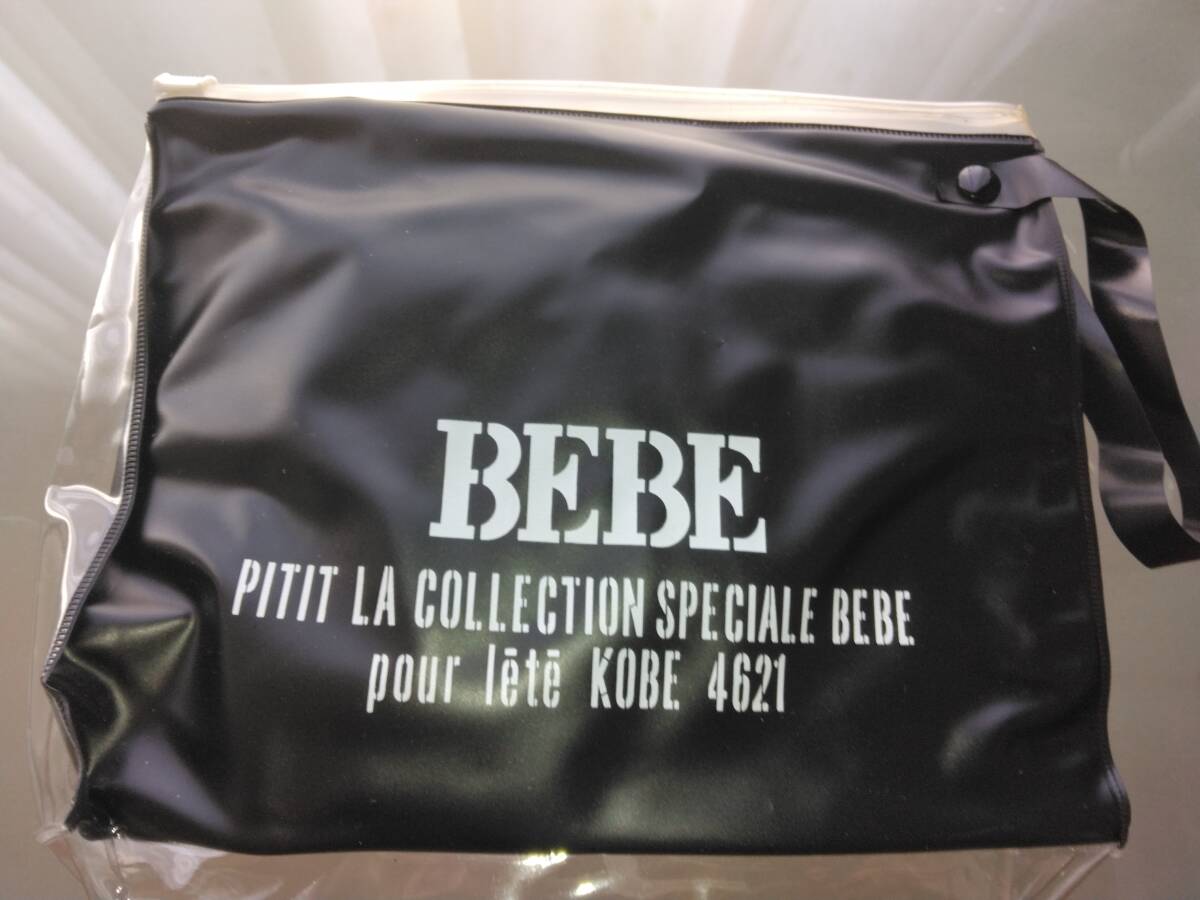 BEBE
PITIT LA COLLECTION SPECIALE BEBE
pour lētē KOBE 4621